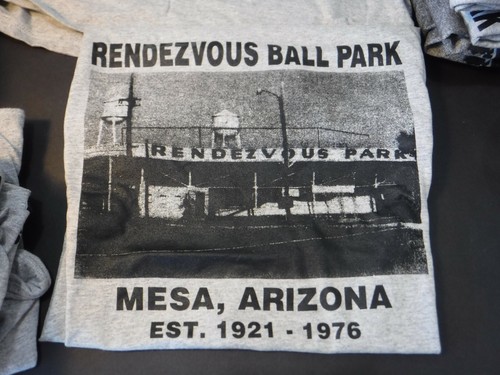 RENDEZVOUS BALL PARK
RENDEZVOUS PARK
MESA, ARIZONA
EST. 1921 - 1976